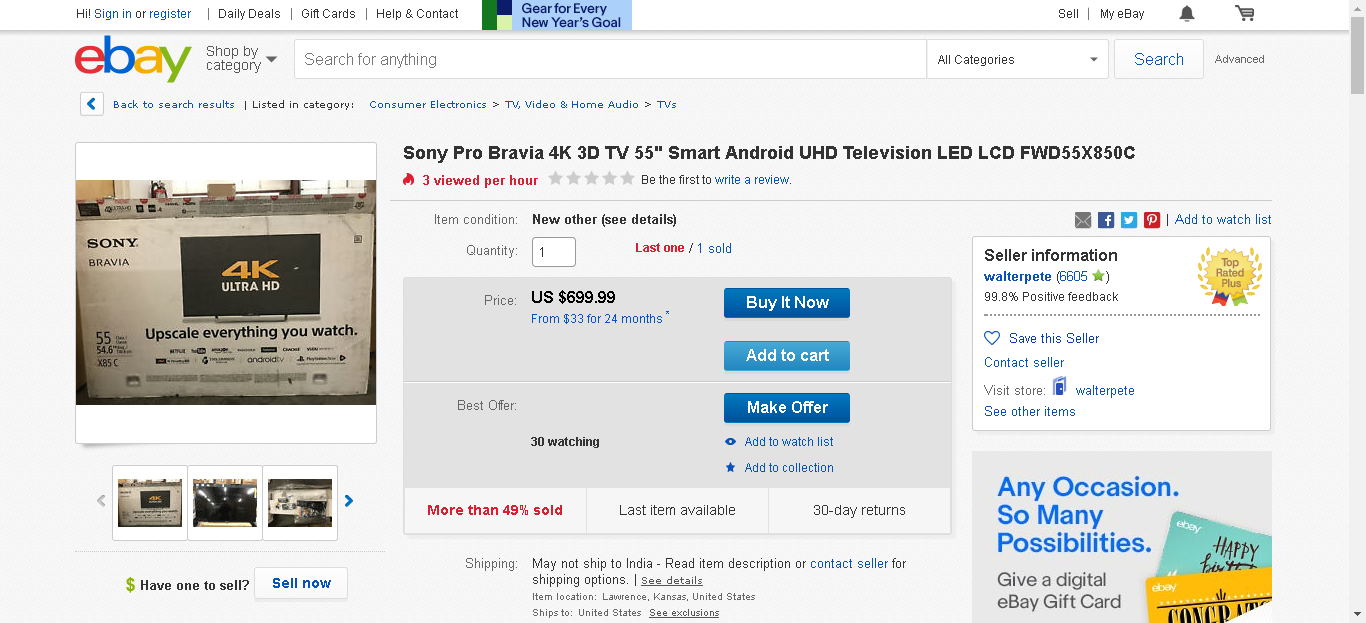 Hi! Sign in or register | Daily Deals | Gift Cards | Help & Contact
Gear for Every
New Year's Goal
Sell | My eBay
ebay
Shop by
category
Search for anything
All Categories
Search
Advanced
Back to search results | Listed in category: Consumer Electronics > TV, Video & Home Audio > TVs
SONY
BRAVIA
4K
ULTRA HD
Upscale everything you watch.
55
54.6
X85 C
NETFLIX
androidtv
Sony Pro Bravia 4K 3D TV 55" Smart Android UHD Television LED LCD FWD55X850C
3 viewed per hour
Be the first to write a review.
Item condition: New other (see details)
Quantity: 1
Last one / 1 sold
Price: US $699.99
From $33 for 24 months *
Buy It Now
Add to cart
Best Offer:
Make Offer
30 watching
Add to watch list
Add to collection
More than 49% sold
Last item available
30-day returns
Shipping: May not ship to India - Read item description or contact seller for
shipping options. | See details
Item location: Lawrence, Kansas, United States
Ships to: United States See exclusions
$ Have one to sell? Sell now
| Add to watch list
Seller information
walterpete (6605 )
99.8% Positive feedback
Top
Rated
Plus
Save this Seller
Contact seller
Visit store: walterpete
See other items
Any Occasion.
So Many
Possibilities.
Give a digital
eBay Gift Card
ebay
HAPPY
ebay